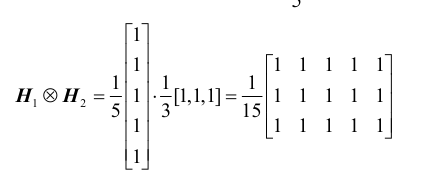 H₁ ⊗ H₂ = 1/5 [1 1 1 1 1] · 1/3 [1,1,1] = 1/15 [1 1 1 1 1
1 1 1 1 1
1 1 1 1 1]